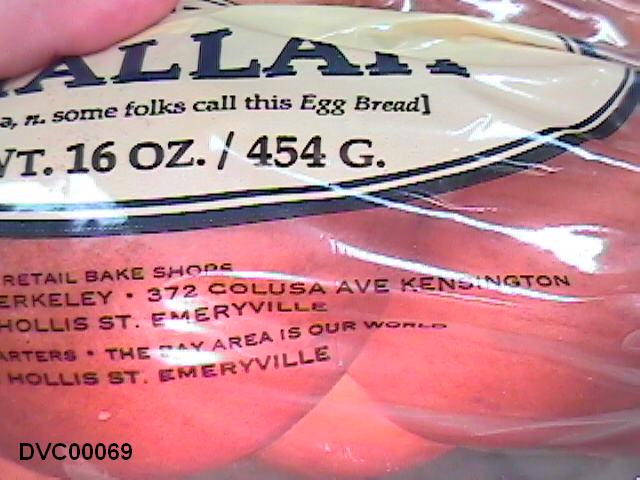 ALLAH
a, n. some folks call this Egg Bread]
WT. 16 OZ. / 454 G.
RETAIL BAKE SHOPS
ERKELEY • 372 COLUSA AVE KENSINGTON
HOLLIS ST. EMERYVILLE
ARTERS • THE BAY AREA IS OUR WORLD
HOLLIS ST. EMERYVILLE
DVC00069